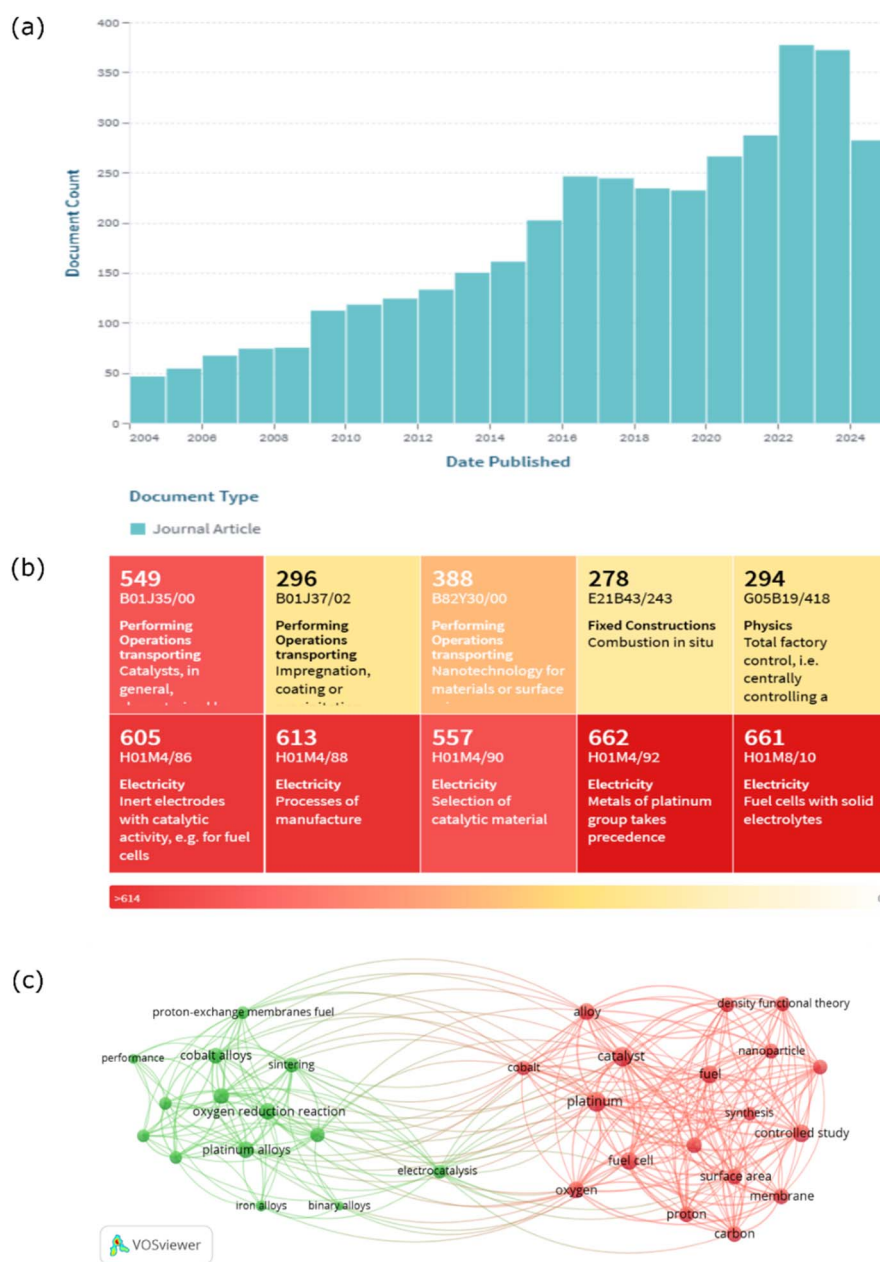 (a)
400
350
300
250
200
150
100
50
0
Document Count
2004 2006 2008 2010 2012 2014 2016 2018 2020 2022 2024
Date Published
Document Type
Journal Article
(b)
549
B01J35/00
Performing
Operations
transporting
Catalysts, in
general,
296
B01J37/02
Performing
Operations
transporting
Impregnation,
coating or
388
B82Y30/00
Performing
Operations
transporting
Nanotechnology for
materials or surface
278
E21B43/243
Fixed Constructions
Combustion in situ
294
G05B19/418
Physics
Total factory
control, i.e.
centrally
controlling a
605
H01M4/86
Electricity
Inert electrodes
with catalytic
activity, e.g. for fuel
cells
613
H01M4/88
Electricity
Processes of
manufacture
557
H01M4/90
Electricity
Selection of
catalytic material
662
H01M4/92
Electricity
Metals of platinum
group takes
precedence
661
H01M8/10
Electricity
Fuel cells with solid
electrolytes
>614
(c)
proton-exchange membranes fuel
performance
cobalt alloys
sintering
oxygen reduction reaction
platinum alloys
iron alloys
binary alloys
electrocatalysis
alloy
density functional theory
catalyst
nanoparticle
cobalt
fuel
platinum
synthesis
controlled study
fuel cell
surface area
oxygen
membrane
proton
carbon
VOSviewer